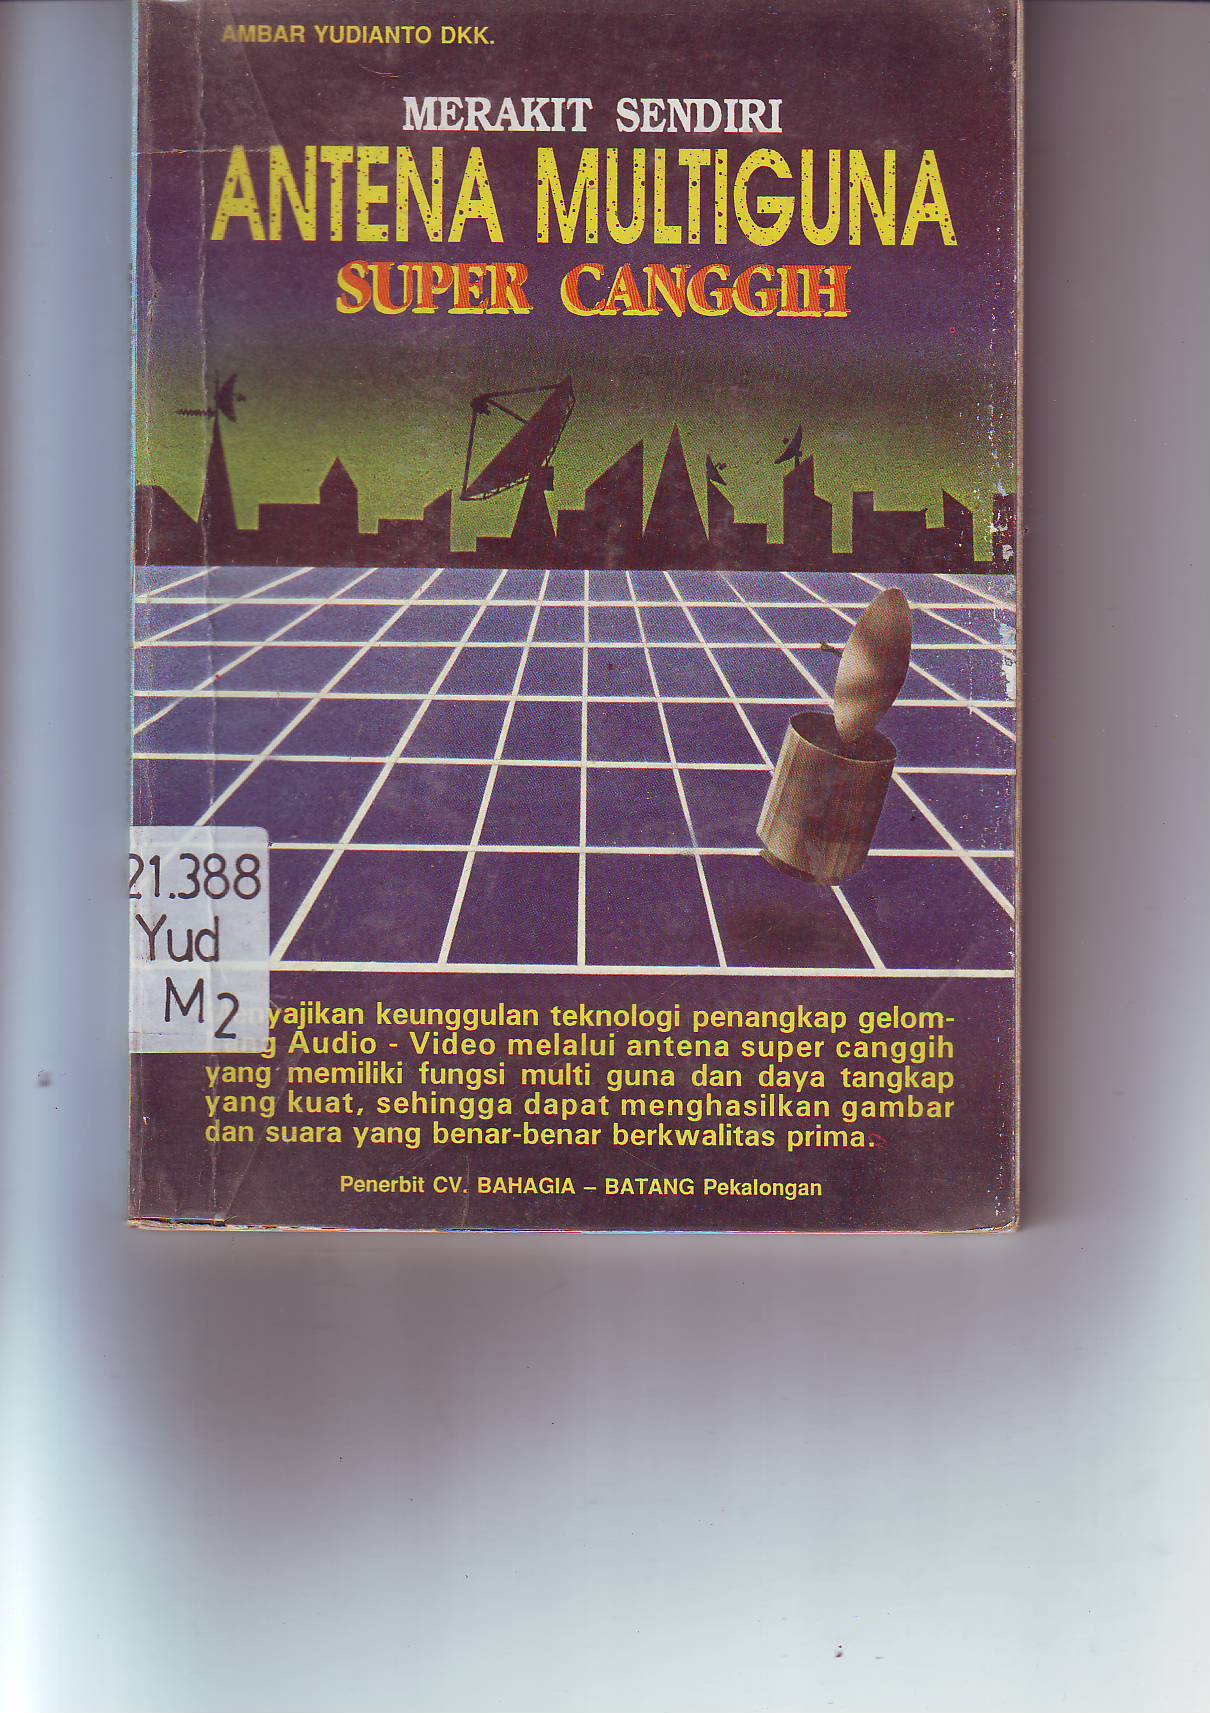 AMBAR YUDIANTO DKK.
MERAKIT SENDIRI
ANTENA MULTIGUNA
SUPER CANGGIH
21.388
Yud
M2
enyajikan keunggulan teknologi penangkap gelom-
Audio - Video melalui antena super canggih
yang memiliki fungsi multi guna dan daya tangkap
yang kuat, sehingga dapat menghasilkan gambar
dan suara yang benar-benar berkwalitas prima.
Penerbit CV. BAHAGIA – BATANG Pekalongan